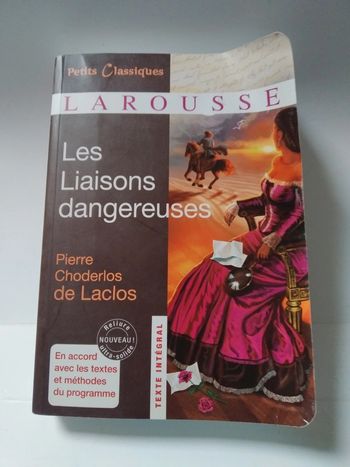 Petits Classiques
LAROUSSE
Les
Liaisons
dangereuses
Pierre
Choderlos
de Laclos
Reliure
NOUVEAU!
ultra-solide
En accord
avec les textes
et méthodes
du programme
TEXTE INTÉGRAL